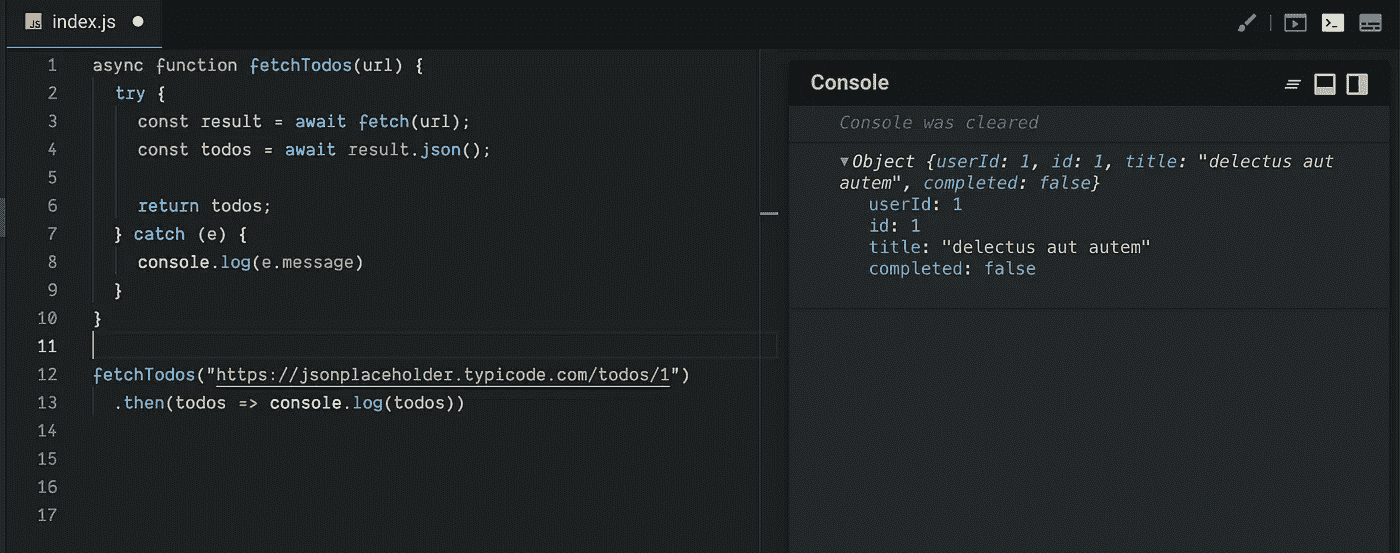 JS index.js
1 async function fetchTodos(url) {
2 try {
3 const result = await fetch(url);
4 const todos = await result.json();
5
6 return todos;
7 } catch (e) {
8 console.log(e.message)
9 }
10 }
11
12 fetchTodos("https://jsonplaceholder.typicode.com/todos/1")
13 .then(todos => console.log(todos))
14
15
16
17
Console
Console was cleared
▼Object {userId: 1, id: 1, title: "delectus aut
autem", completed: false}
userId: 1
id: 1
title: "delectus aut autem"
completed: false